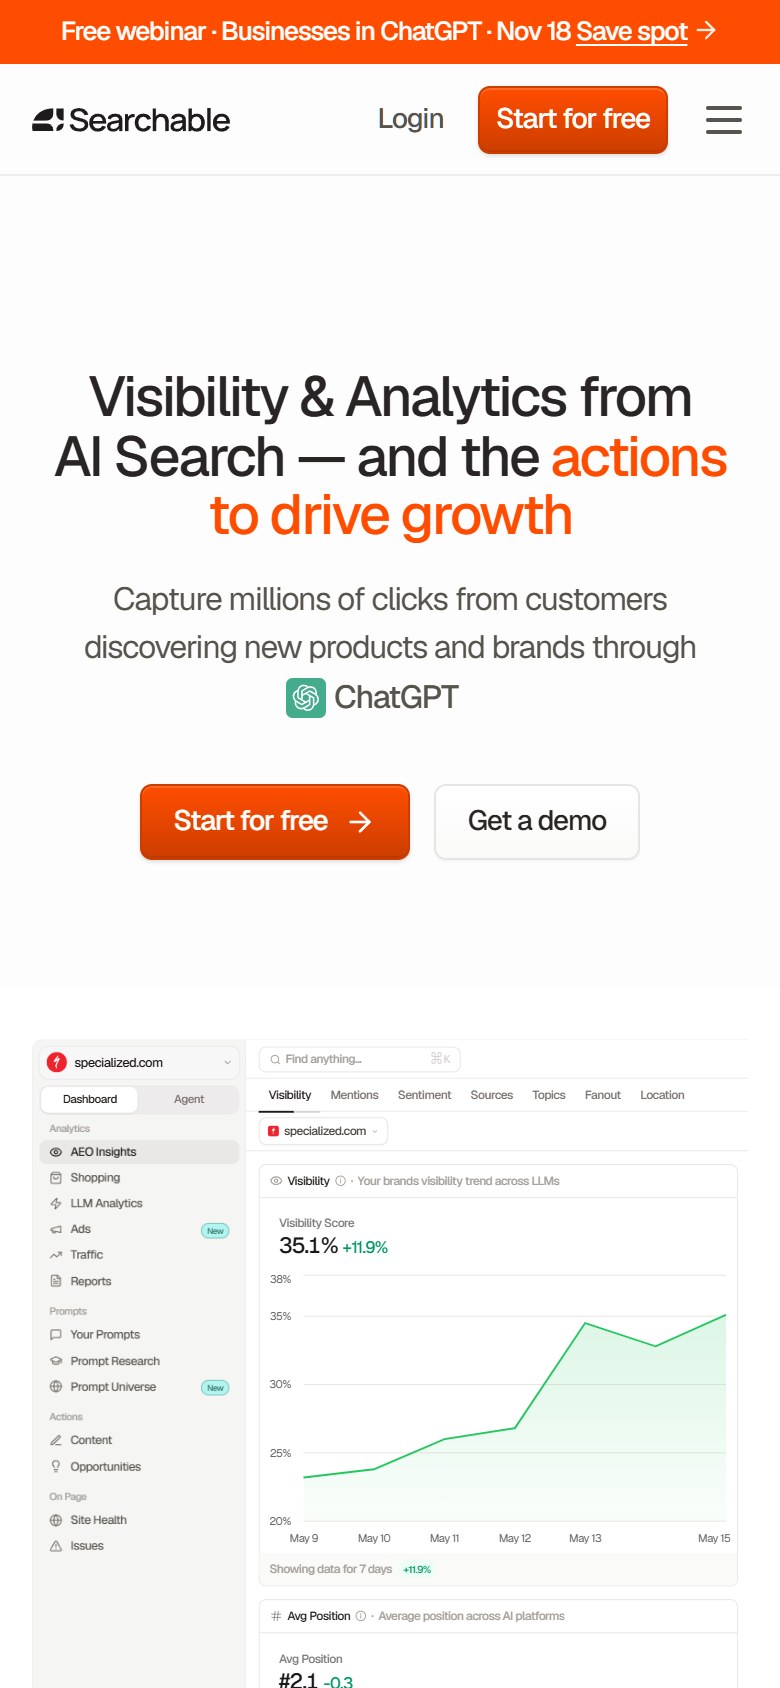 Free webinar · Businesses in ChatGPT · Nov 18 Save spot →
Searchable
Login
Start for free
Visibility & Analytics from
AI Search — and the actions
to drive growth
Capture millions of clicks from customers
discovering new products and brands through
ChatGPT
Start for free →
Get a demo
specialized.com
Dashboard
Agent
Analytics
AEO Insights
Shopping
LLM Analytics
Ads New
Traffic
Reports
Prompts
Your Prompts
Prompt Research
Prompt Universe New
Actions
Content
Opportunities
On Page
Site Health
Issues
Find anything... ⌘K
Visibility Mentions Sentiment Sources Topics Fanout Location
specialized.com
Visibility · Your brands visibility trend across LLMs
Visibility Score
35.1% +11.9%
38%
35%
30%
25%
20%
May 9 May 10 May 11 May 12 May 13 May 15
Showing data for 7 days +11.9%
# Avg Position · Average position across AI platforms
Avg Position
#2.1 -0.3